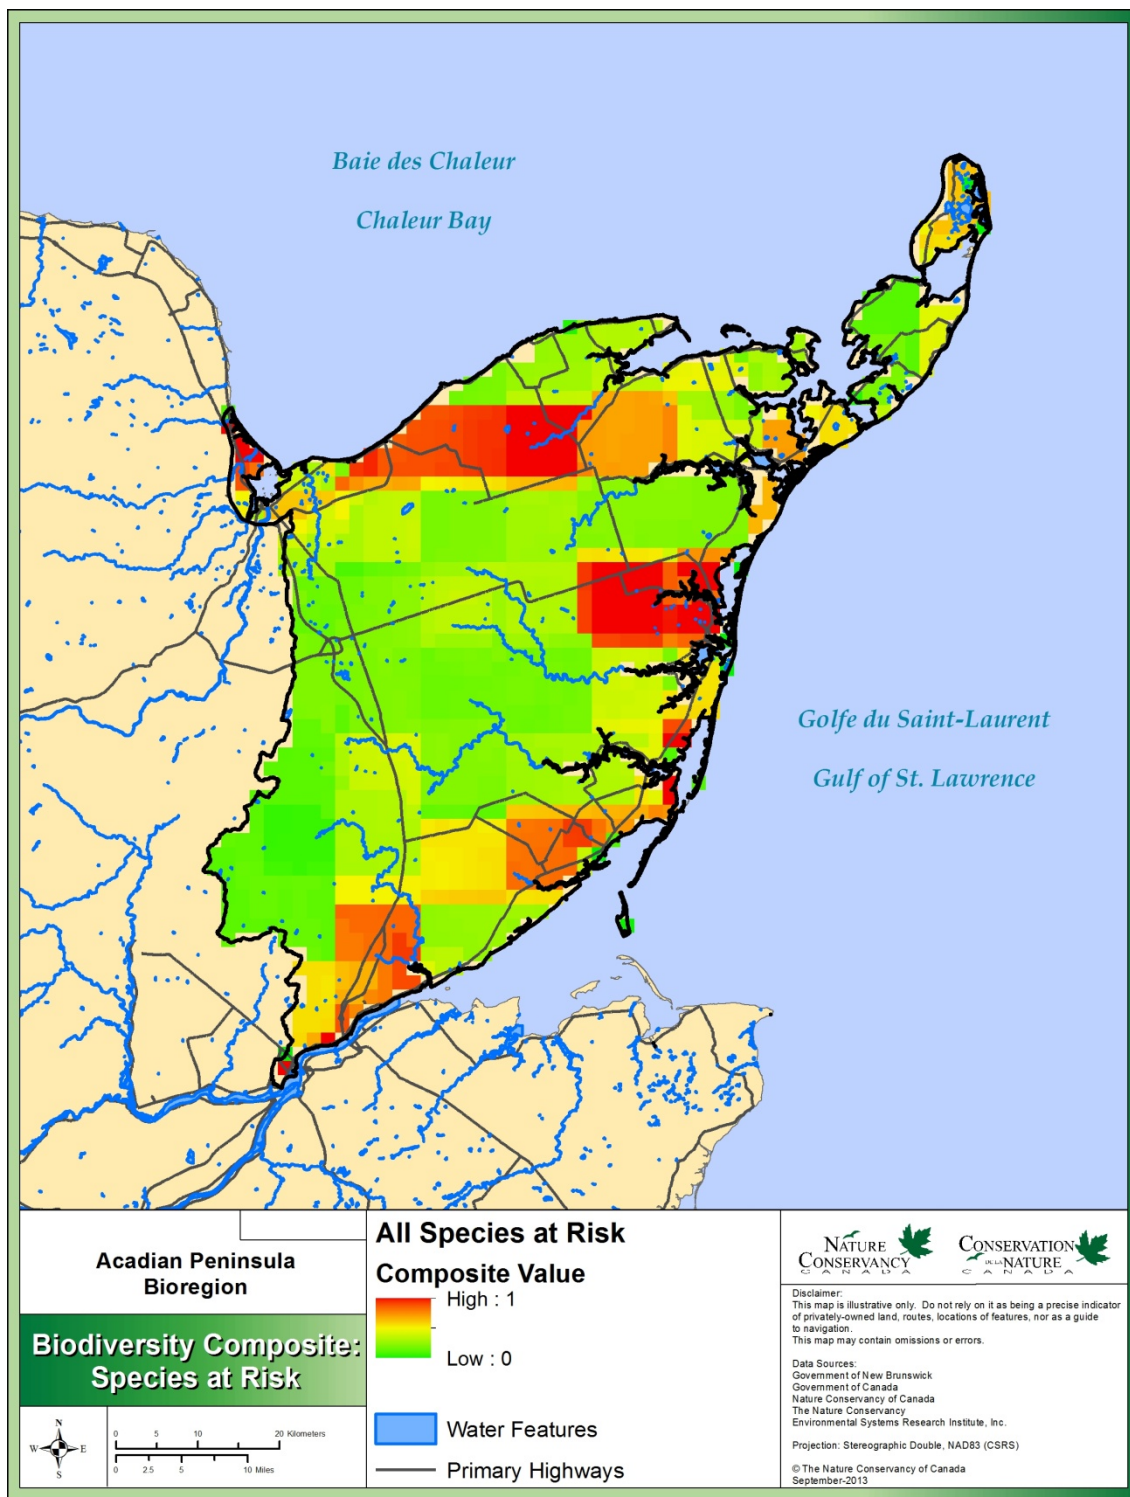 Baie des Chaleur
Chaleur Bay
Golfe du Saint-Laurent
Gulf of St. Lawrence
Acadian Peninsula
Bioregion
Biodiversity Composite:
Species at Risk
N
W E
S
0 5 10 20 Kilometers
0 2.5 5 10 Miles
All Species at Risk
Composite Value
High : 1
Low : 0
Water Features
Primary Highways
NATURE
CONSERVANCY
CANADA
CONSERVATION
DE LA NATURE
CANADA
Disclaimer:
This map is illustrative only. Do not rely on it as being a precise indicator
of privately-owned land, routes, locations of features, nor as a guide
to navigation.
This map may contain omissions or errors.
Data Sources:
Government of New Brunswick
Government of Canada
Nature Conservancy of Canada
The Nature Conservancy
Environmental Systems Research Institute, Inc.
Projection: Stereographic Double, NAD83 (CSRS)
© The Nature Conservancy of Canada
September-2013